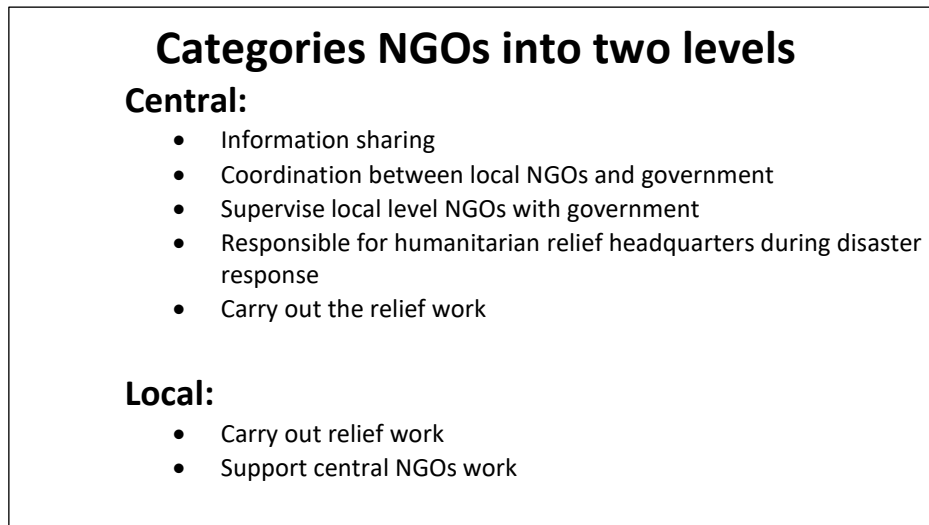 Categories NGOs into two levels
Central:
• Information sharing
• Coordination between local NGOs and government
• Supervise local level NGOs with government
• Responsible for humanitarian relief headquarters during disaster
response
• Carry out the relief work
Local:
• Carry out relief work
• Support central NGOs work